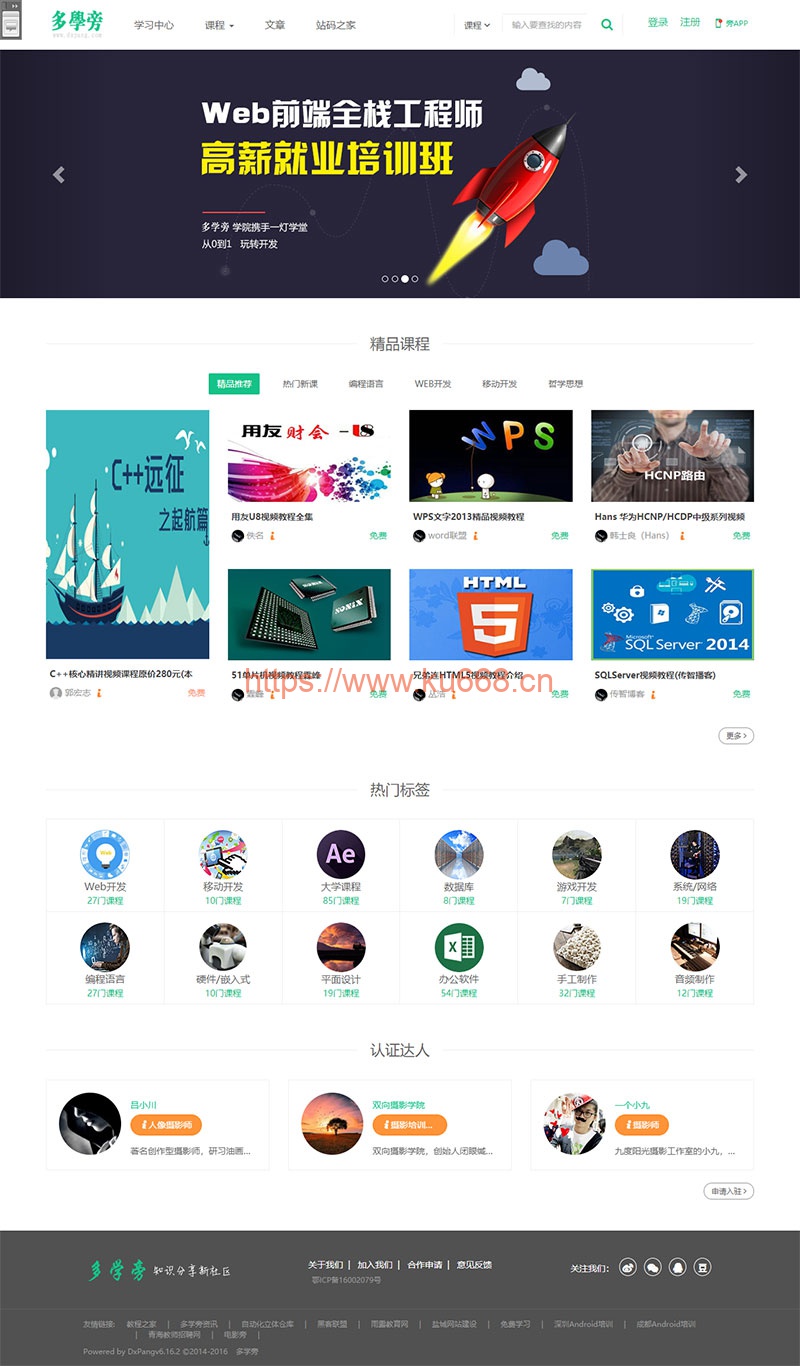 多學旁
学习中心 课程 文章 站码之家
课程 输入要查找的内容
登录 注册 旁APP
Web前端全栈工程师
高薪就业培训班
多学旁 学院携手一灯学堂
从0到1 玩转开发
精品课程
精品推荐 热门新课 编程语言 WEB开发 移动开发 哲学思想
C++远征
之起航篇
用友 财会 -U8
WPS
HCNP路由
用友U8视频教程全集
WPS文字2013精品视频教程
Hans 华为HCNP/HCDP中级系列视频
佚名 免费
word联盟 免费
韩士良（Hans） 免费
SONIX
SONIX
HTML
5
Microsoft
SQL Server 2014
C++核心精讲视频课程原价280元(本
51单片机视频教程
兄弟连HTML5视频教程介绍
SQLServer视频教程(传智播客)
郭宏志 免费
免费
免费
传智博客 免费
https://www.ku668.cn
更多 >
热门标签
Web
Ae
Web开发 移动开发 大学课程 数据库 游戏开发 系统/网络
27门课程 10门课程 85门课程 8门课程 7门课程 19门课程
编程语言 硬件/嵌入式 平面设计 办公软件 手工制作 音频制作
27门课程 10门课程 19门课程 54门课程 32门课程 12门课程
认证达人
吕小川
人像摄影师
著名创作型摄影师，研习油画...
双向攝影学院
摄影培训...
双向攝影学院，创始人闭眼喊...
一个小九
摄影师
九度阳光摄影工作室的小九，...
申请入驻 >
多学旁 知识分享新社区
关于我们 | 加入我们 | 合作申请 | 意见反馈
鄂ICP备16002079号
关注我们：
友情链接: 教程之家 | 多学旁资讯 | 自动化立体仓库 | 黑客联盟 | 雨露教育网 | 盐城网站建设 | 免费学习 | 深圳Android培训 | 成都Android培训
| 青海教师招聘网 | 电影旁 |
Powered by DxPangv6.16.2 ©2014-2016 多学旁